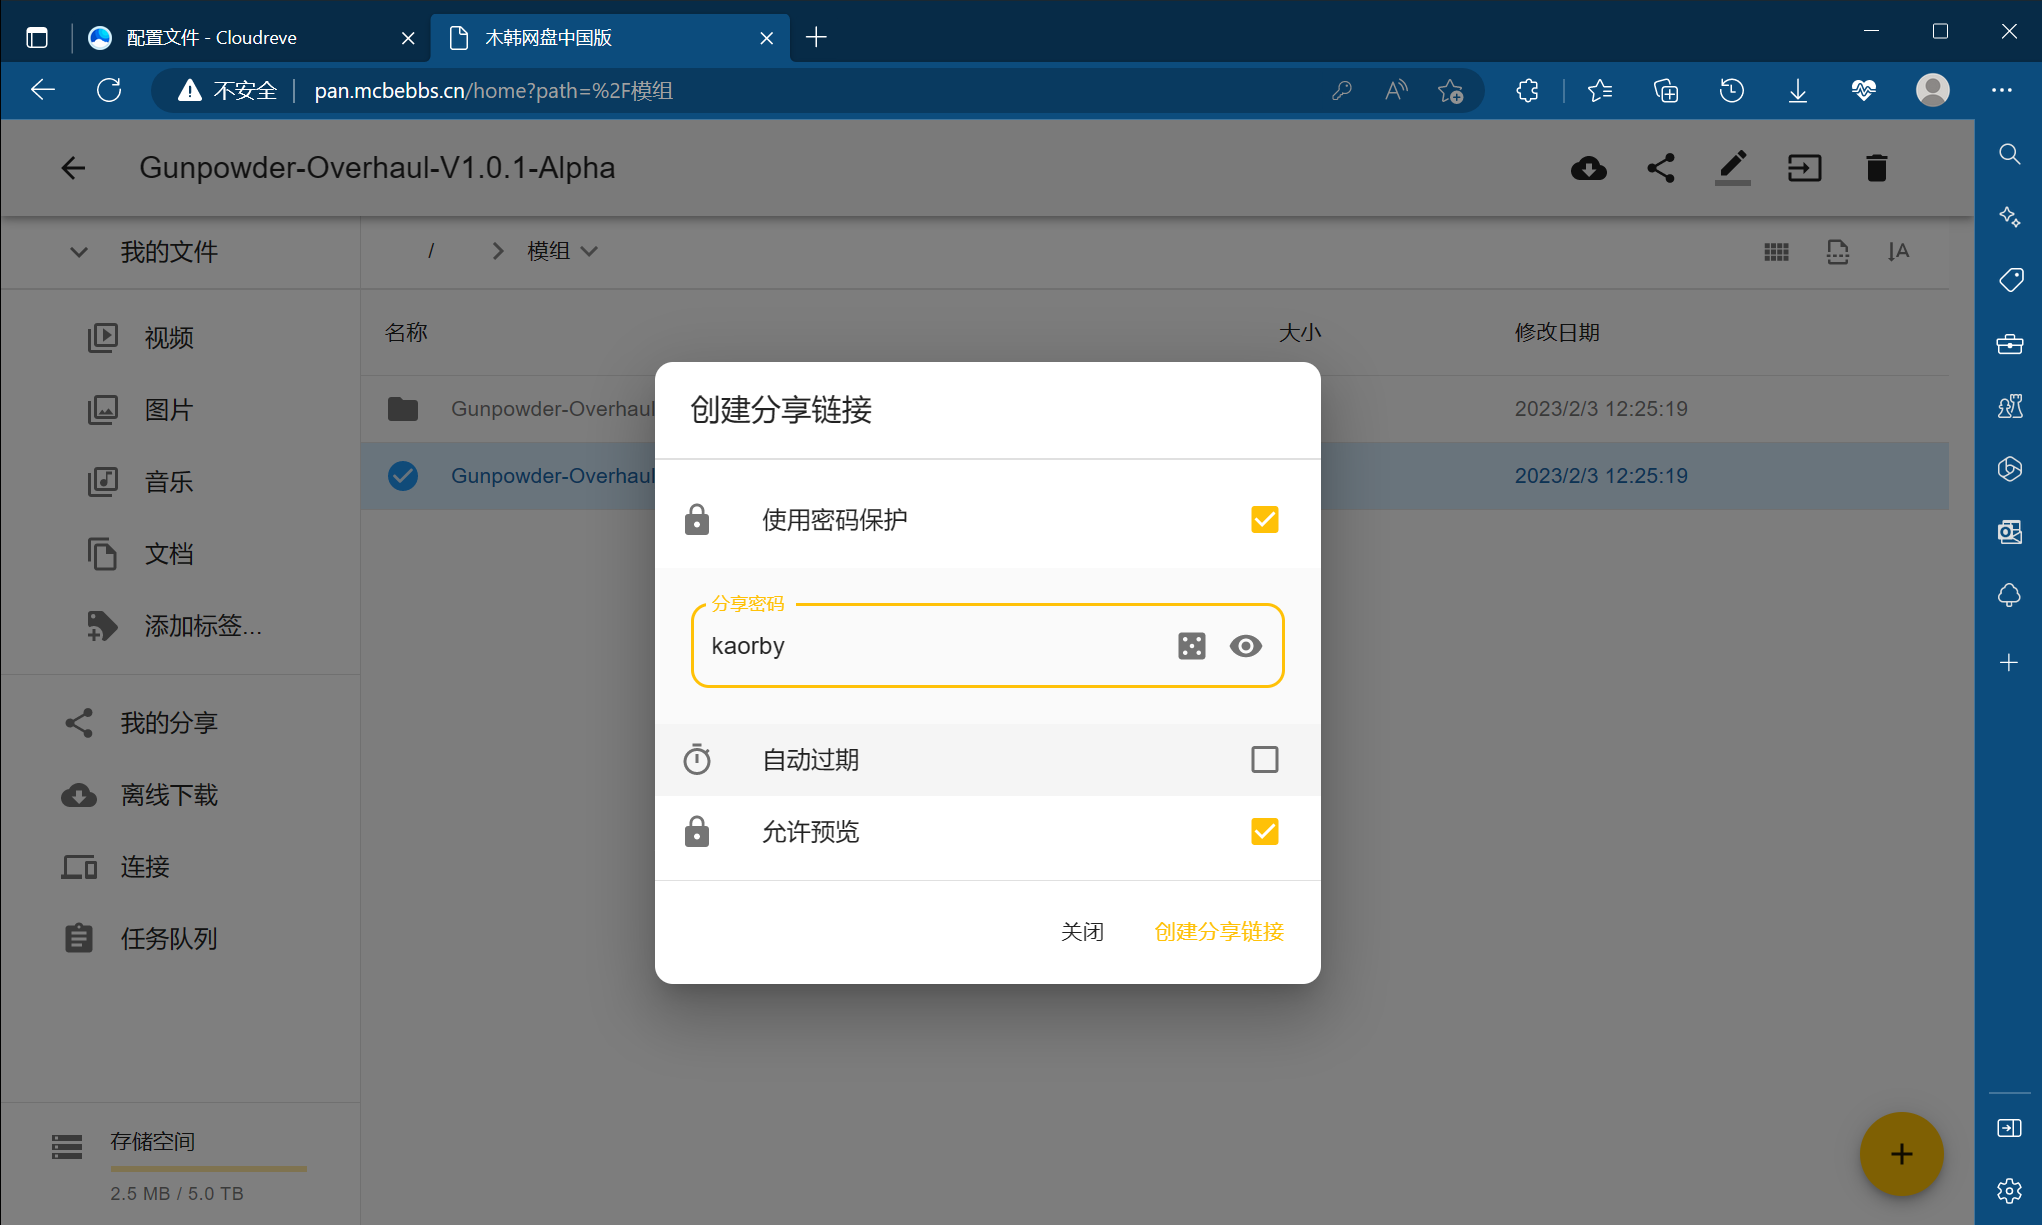 配置文件 - Cloudreve
木韩网盘中国版
不安全
pan.mcbebbs.cn/home?path=%2F模组
Gunpowder-Overhaul-V1.0.1-Alpha
我的文件
/
模组
名称
大小
修改日期
视频
图片
音乐
文档
添加标签...
Gunpowder-Overhaul
2023/2/3 12:25:19
Gunpowder-Overhaul
2023/2/3 12:25:19
创建分享链接
使用密码保护
分享密码
kaorby
自动过期
允许预览
关闭
创建分享链接
我的分享
离线下载
连接
任务队列
存储空间
2.5 MB / 5.0 TB